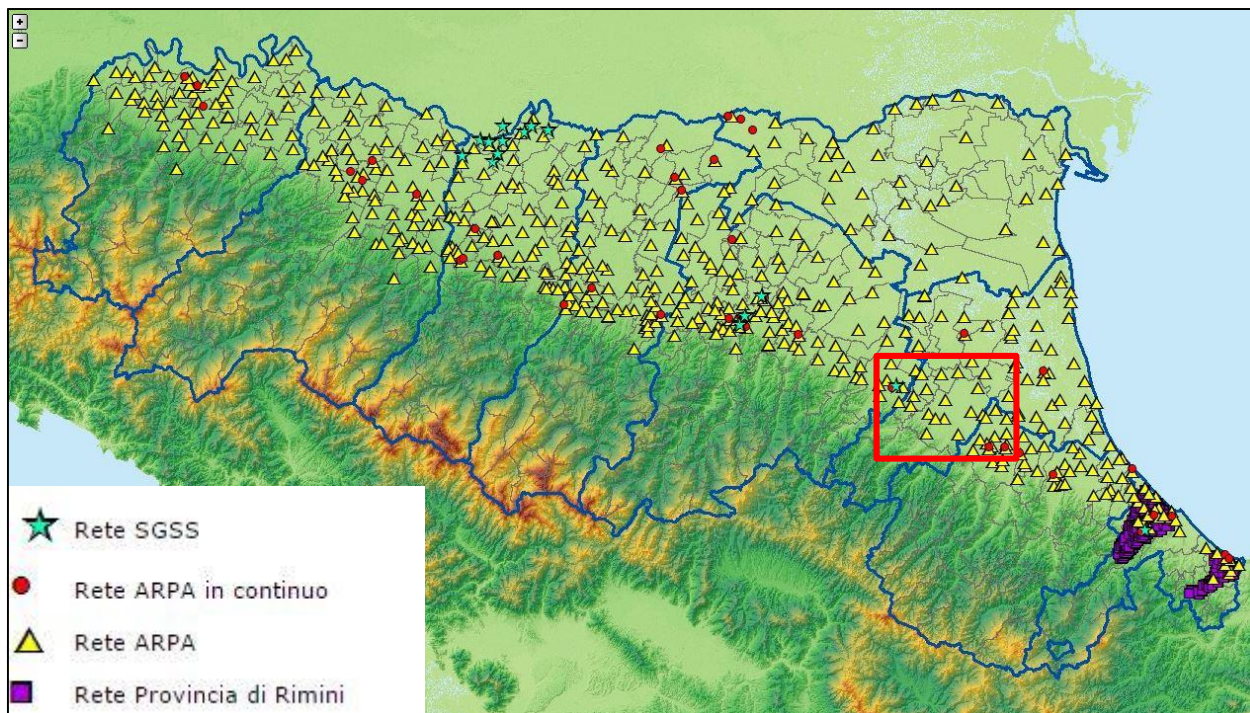 +
-
Rete SGSS
Rete ARPA in continuo
Rete ARPA
Rete Provincia di Rimini